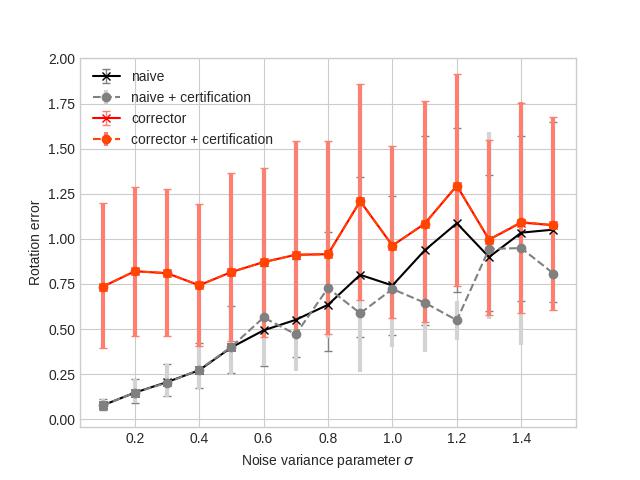 2.00
1.75
1.50
1.25
1.00
0.75
0.50
0.25
0.00
Rotation error
naive
naive + certification
corrector
corrector + certification
0.2 0.4 0.6 0.8 1.0 1.2 1.4
Noise variance parameter σ